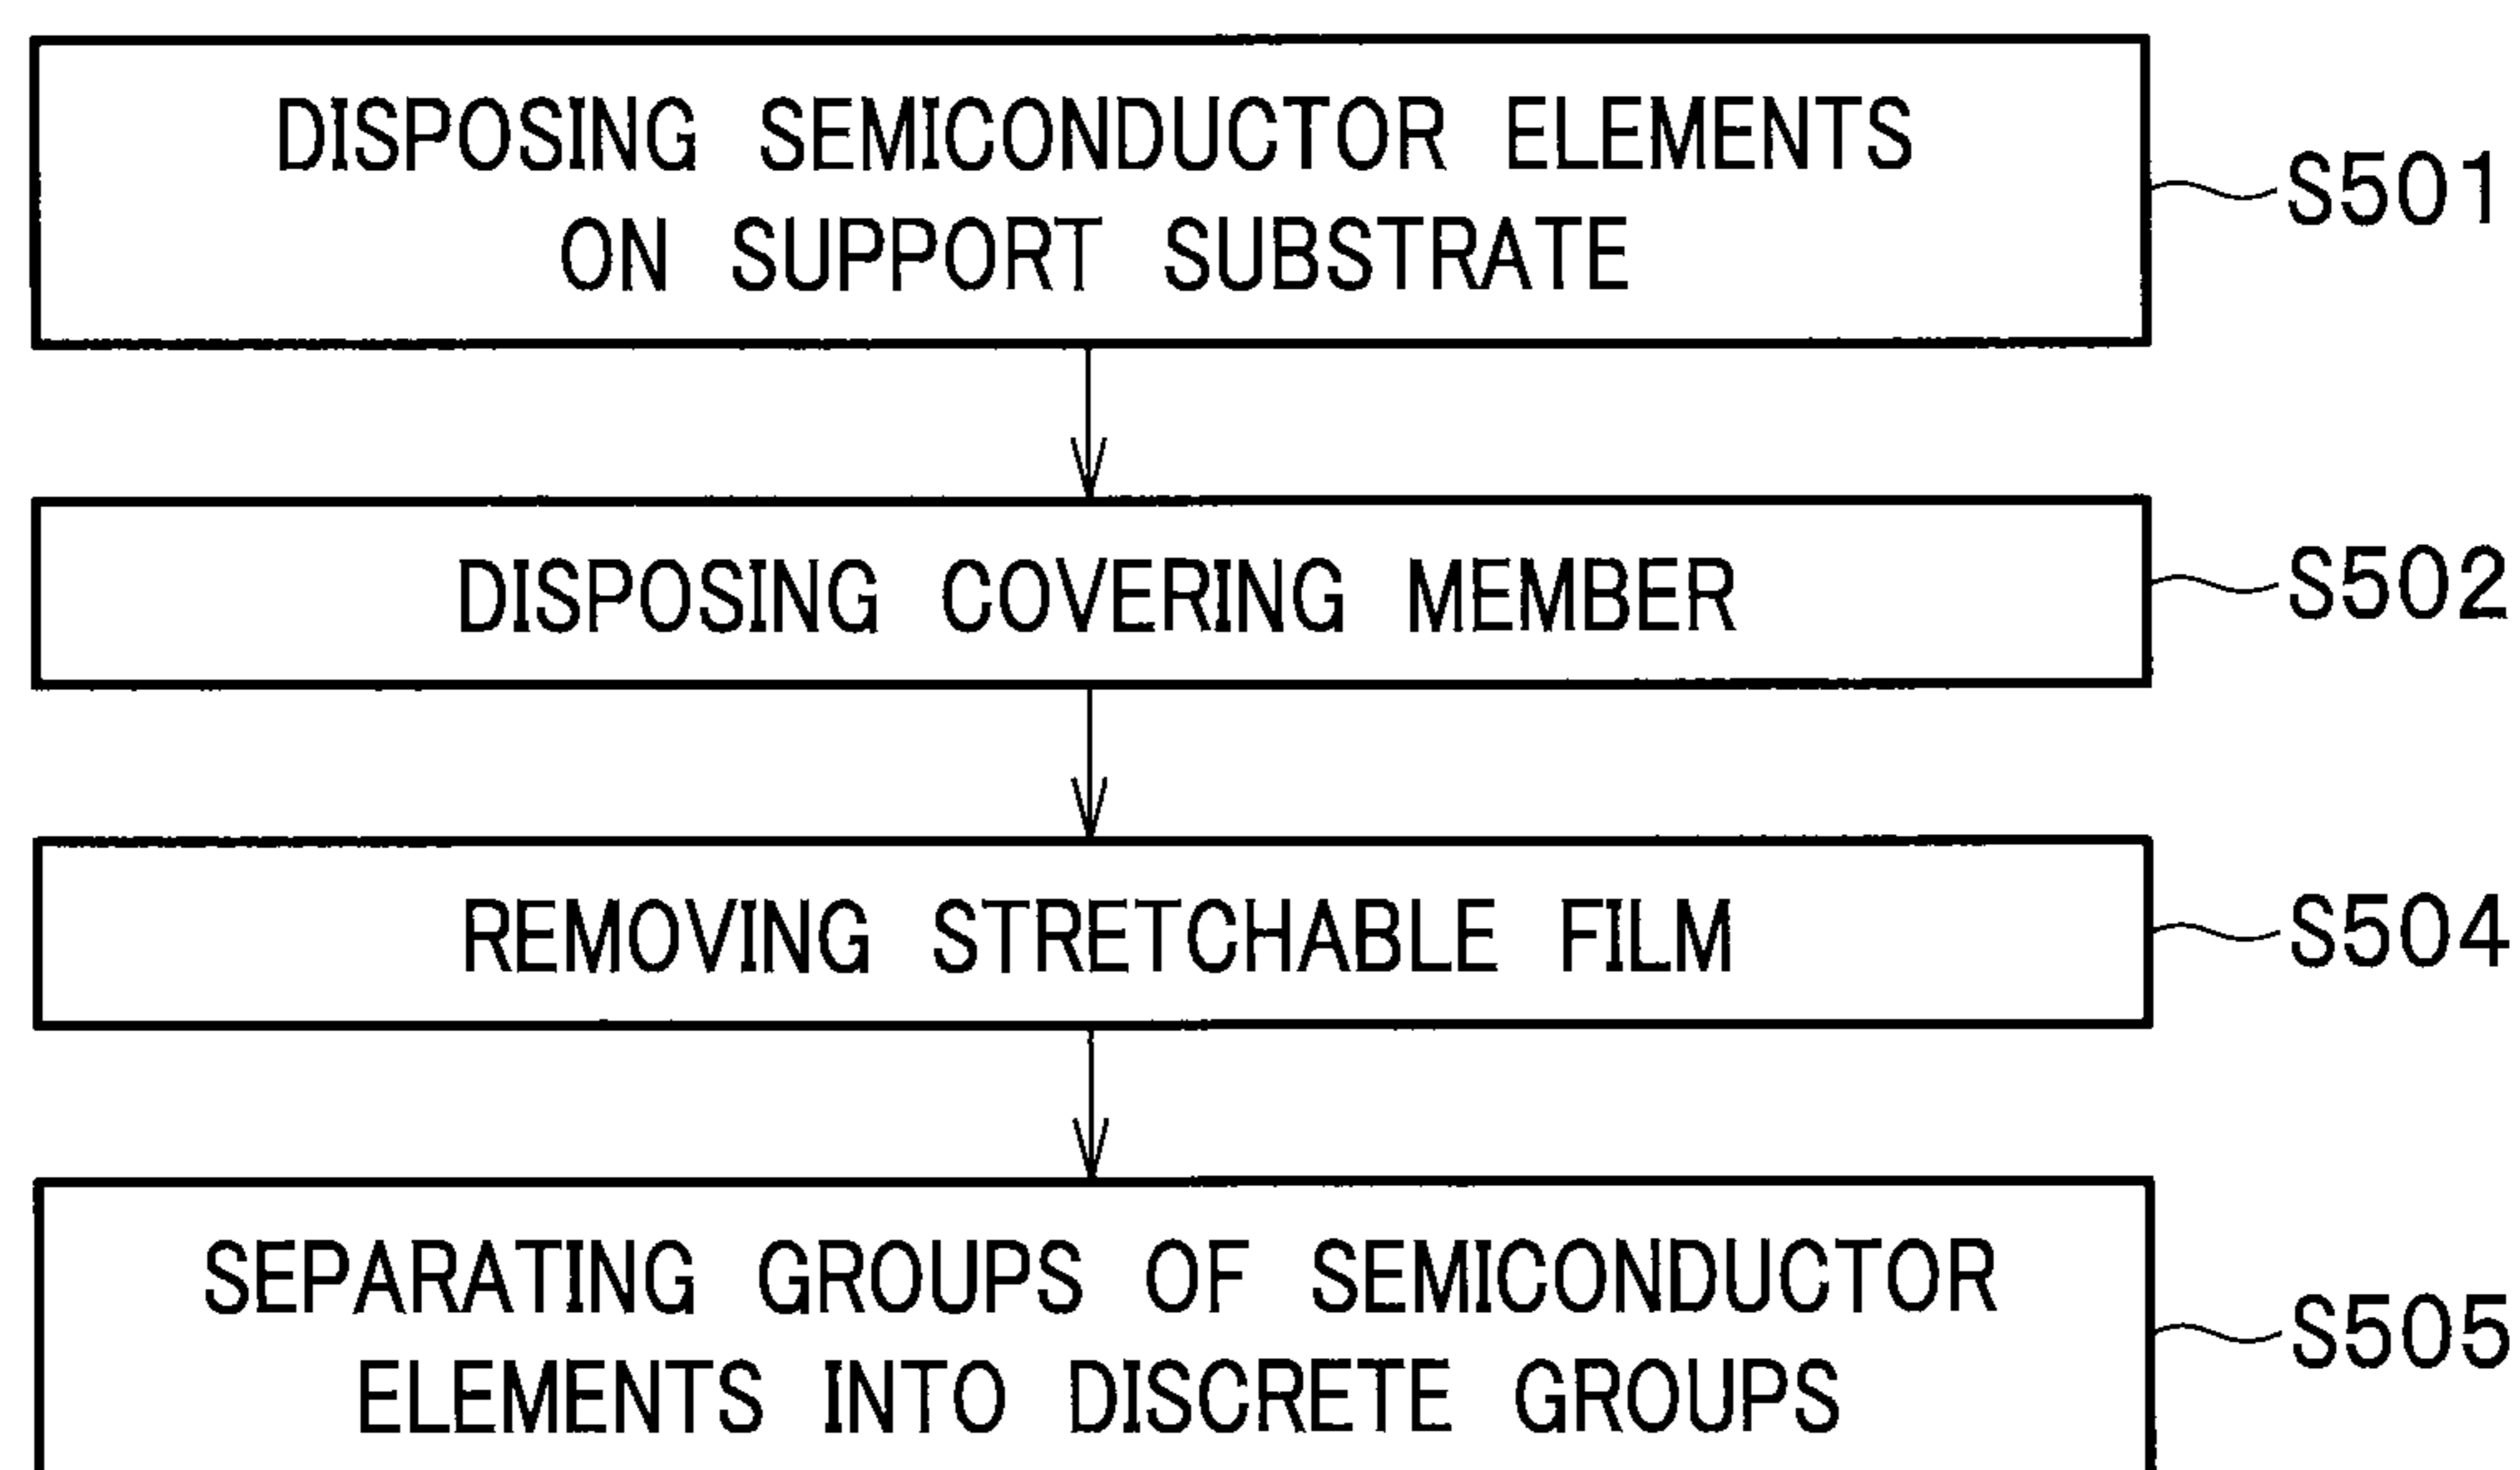 DISPOSING SEMICONDUCTOR ELEMENTS
ON SUPPORT SUBSTRATE
S501
DISPOSING COVERING MEMBER
S502
REMOVING STRETCHABLE FILM
S504
SEPARATING GROUPS OF SEMICONDUCTOR
ELEMENTS INTO DISCRETE GROUPS
S505